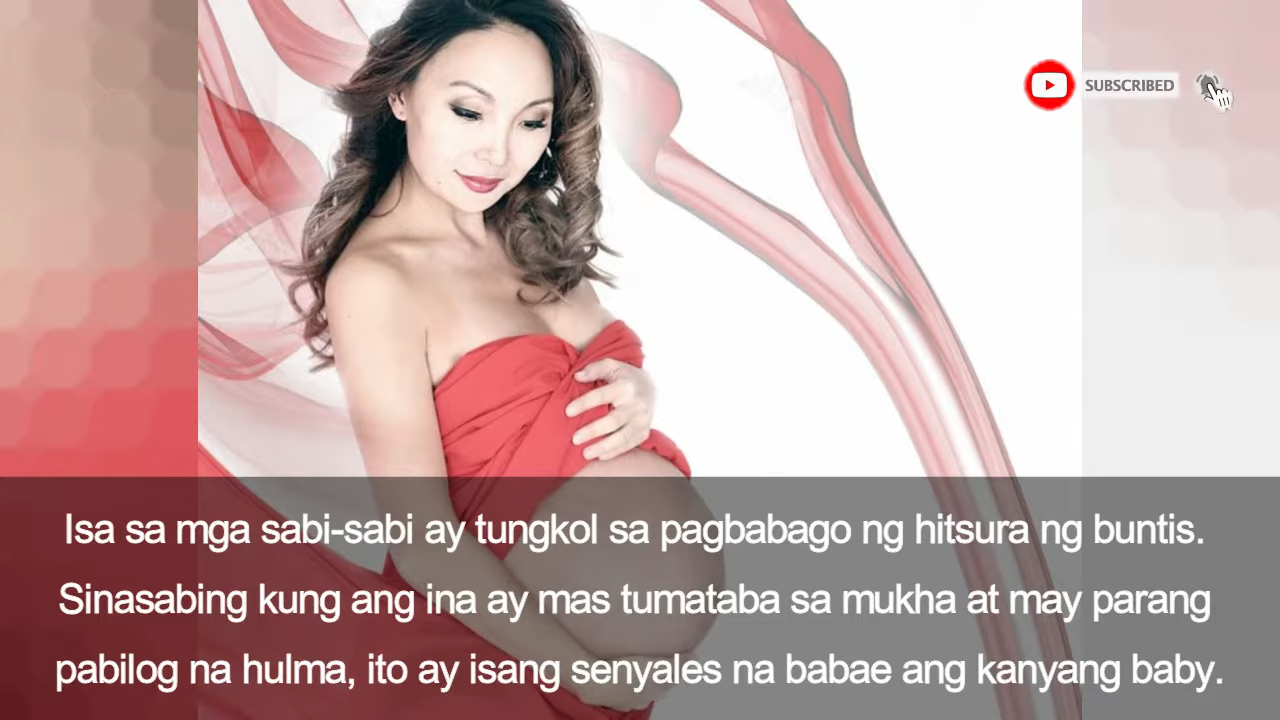 SUBSCRIBED
Isa sa mga sabi-sabi ay tungkol sa pagbabago ng hitsura ng buntis.
Sinasabing kung ang ina ay mas tumataba sa mukha at may parang
pabilog na hulma, ito ay isang senyales na babae ang kanyang baby.